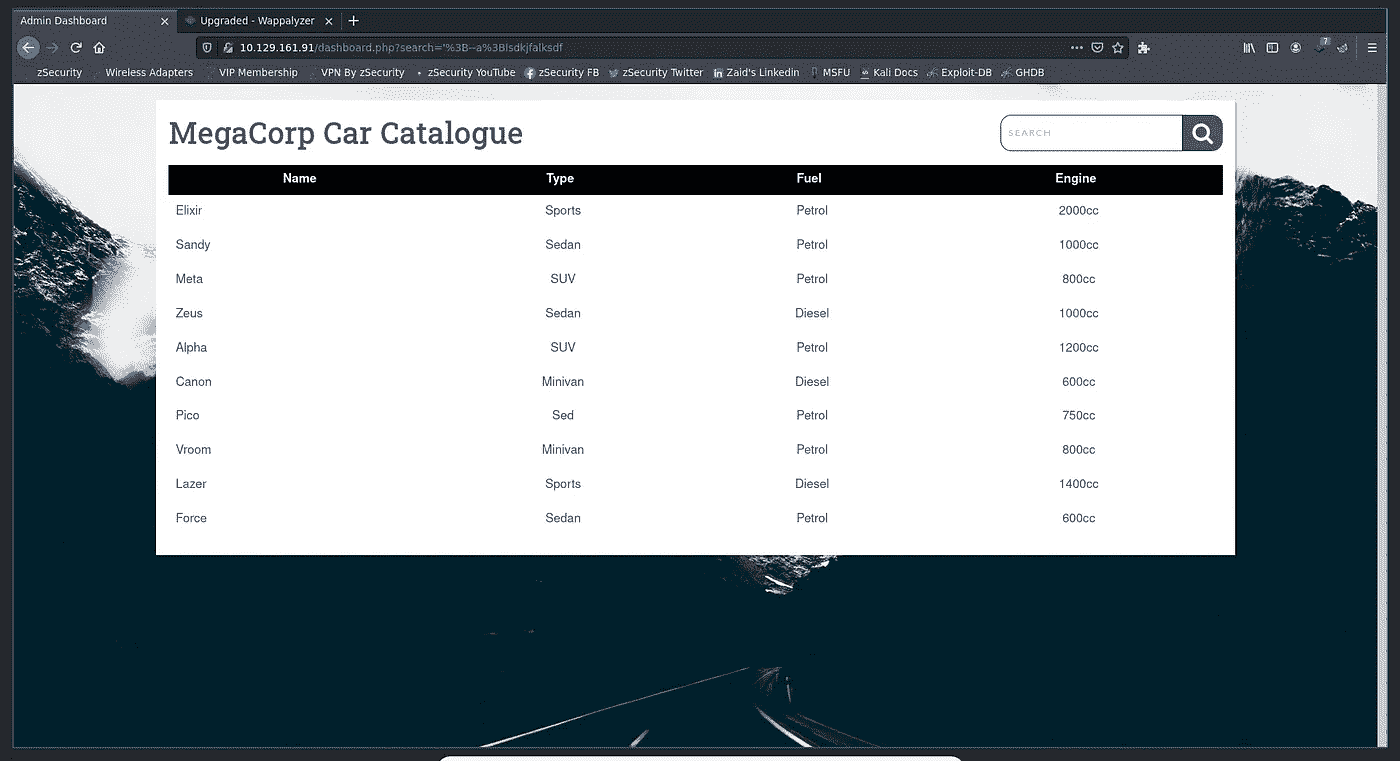 Admin Dashboard
Upgraded - Wappalyzer
10.129.161.91/dashboard.php?search='%3B--a%3Blsdkjfalksdf
7
zSecurity Wireless Adapters VIP Membership VPN By zSecurity zSecurity YouTube zSecurity FB zSecurity Twitter Zaid's Linkedin MSFU Kali Docs Exploit-DB GHDB
MegaCorp Car Catalogue
SEARCH
Name Type Fuel Engine
Elixir Sports Petrol 2000cc
Sandy Sedan Petrol 1000cc
Meta SUV Petrol 800cc
Zeus Sedan Diesel 1000cc
Alpha SUV Petrol 1200cc
Canon Minivan Diesel 600cc
Pico Sed Petrol 750cc
Vroom Minivan Petrol 800cc
Lazer Sports Diesel 1400cc
Force Sedan Petrol 600cc